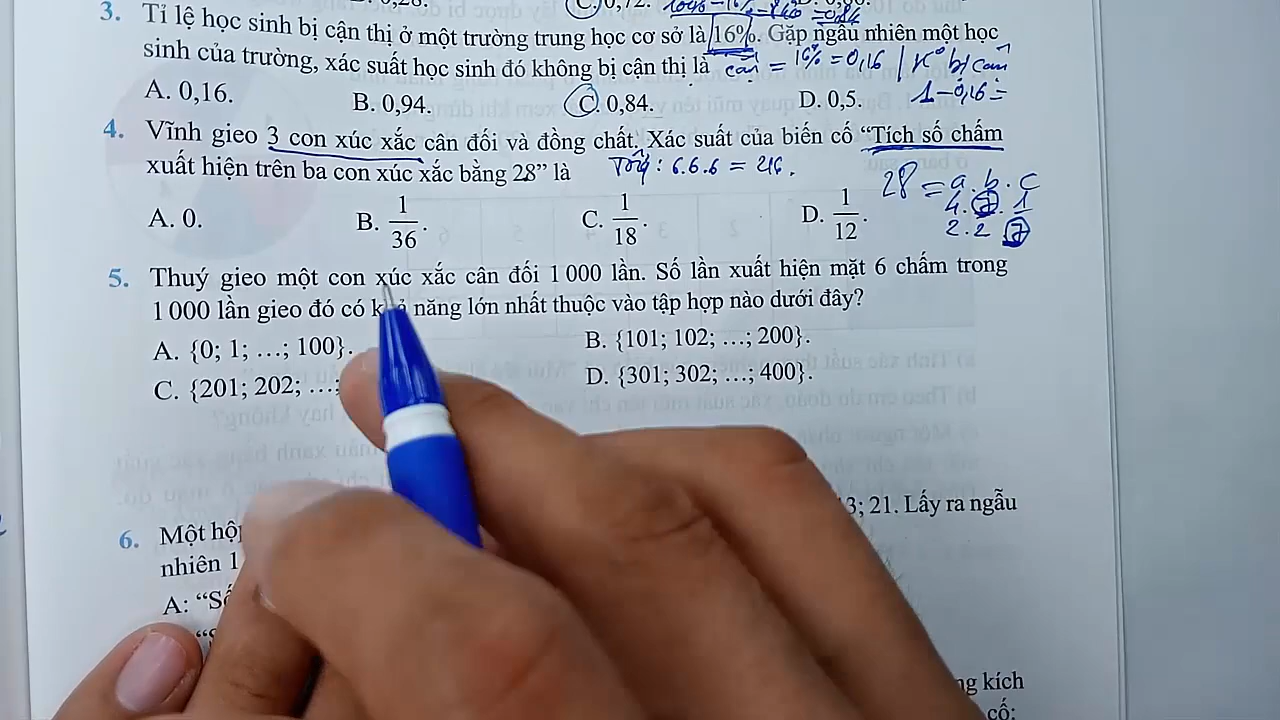 3. Tỉ lệ học sinh bị cận thị ở một trường trung học cơ sở là 16%. Gặp ngẫu nhiên một học
sinh của trường, xác suất học sinh đó không bị cận thị là cận = 16% = 0,16 / K° b/cận
A. 0,16. B. 0,94. C. 0,84. D. 0,5. 1 - 0,16 =
4. Vĩnh gieo 3 con xúc xắc cân đối và đồng chất. Xác suất của biến cố “Tích số chấm
xuất hiện trên ba con xúc xắc bằng 28” là : 6.6.6 = 216.
28 = a.b.c
4.7.1
2.2 7
A. 0. B. 1/36. C. 1/18. D. 1/12.
5. Thuý gieo một con xúc xắc cân đối 1 000 lần. Số lần xuất hiện mặt 6 chấm trong
1 000 lần gieo đó có năng lớn nhất thuộc vào tập hợp nào dưới đây?
A. {0; 1; …; 100}. B. {101; 102; …; 200}.
C. {201; 202; … D. {301; 302; …; 400}.
6. Một hộ 3; 21. Lấy ra ngẫu
nhiên 1
A: “Số
kích
cố: